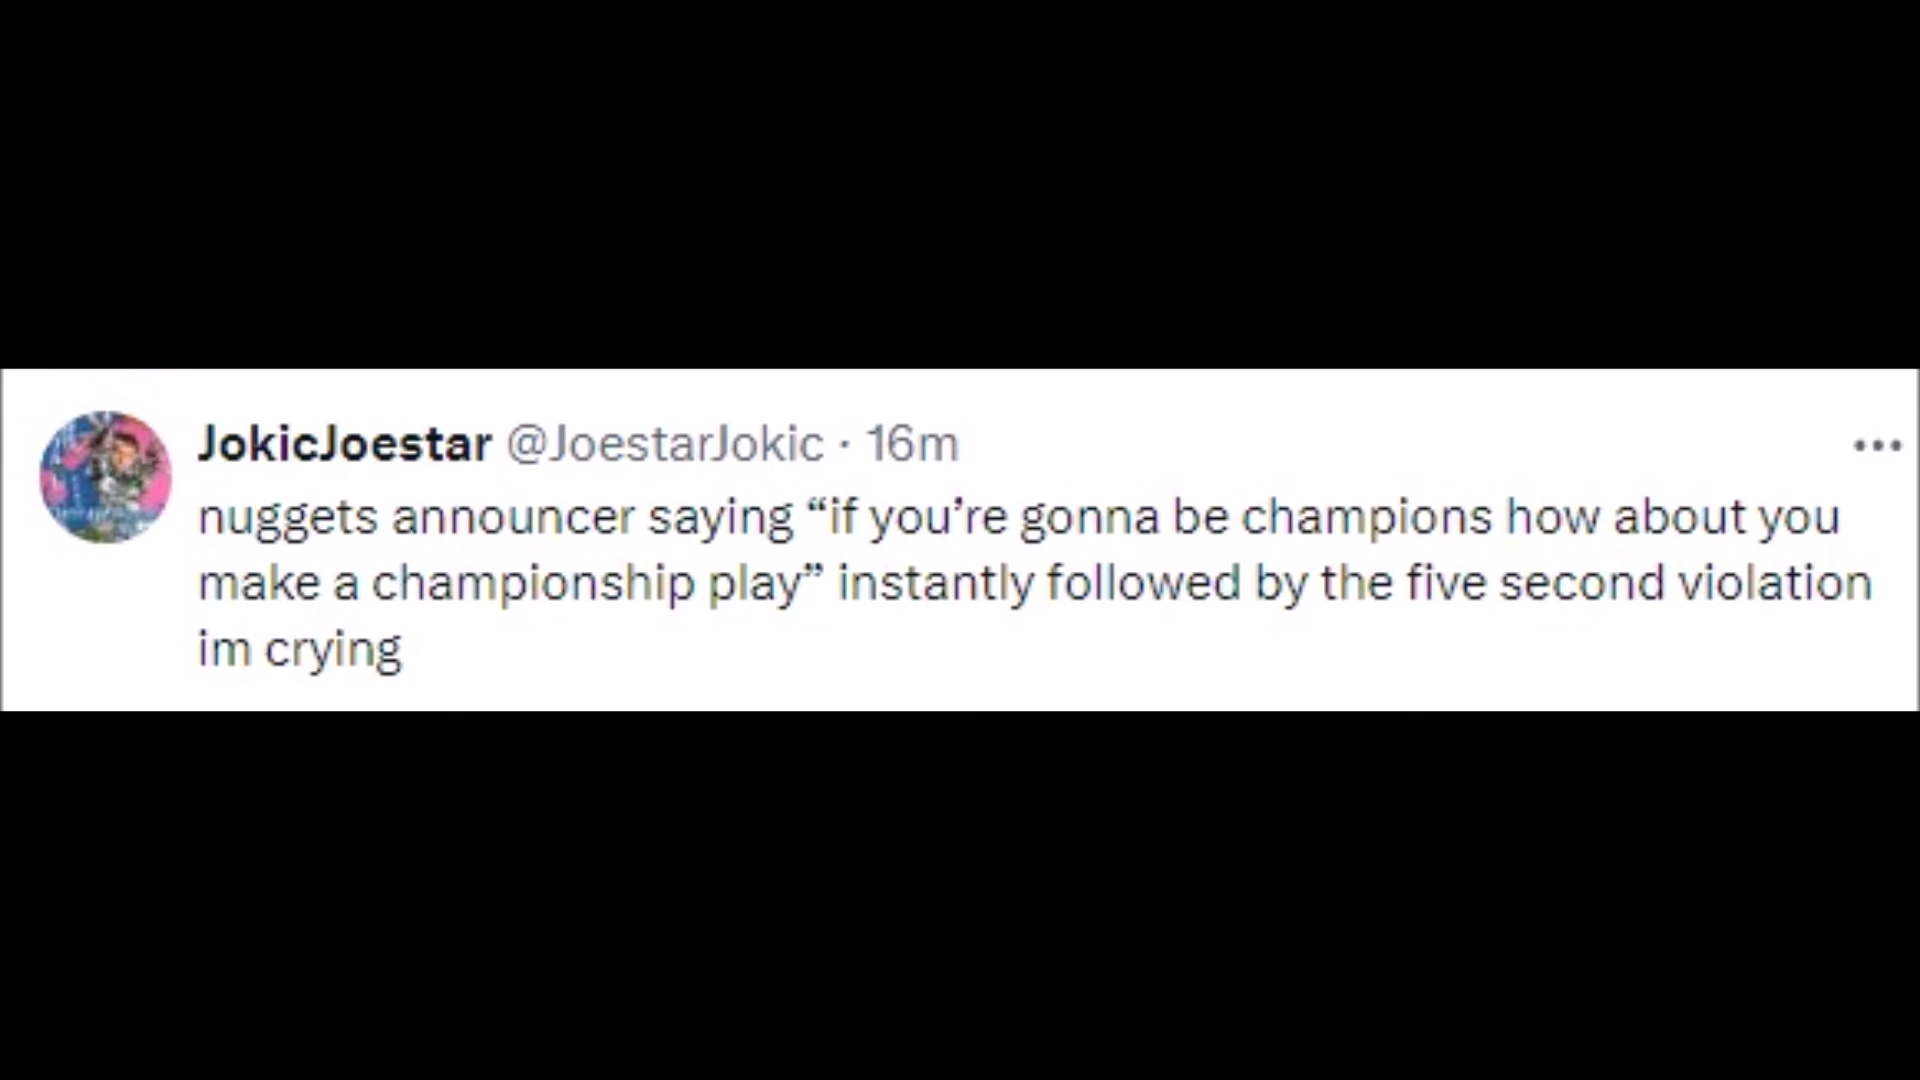 JokicJoestar @JoestarJokic · 16m
nuggets announcer saying “if you’re gonna be champions how about you
make a championship play” instantly followed by the five second violation
im crying